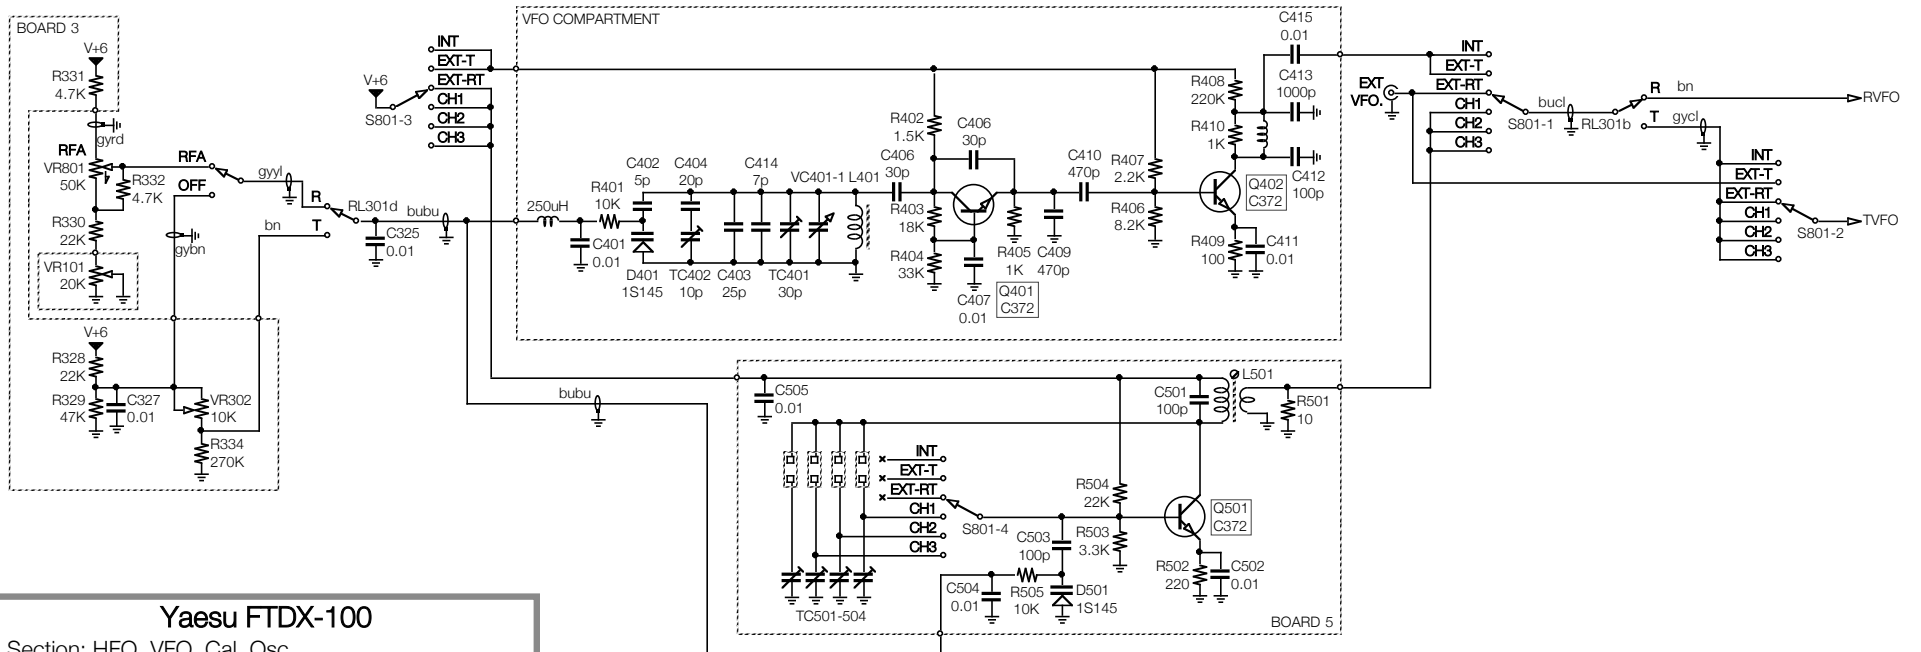 BOARD 3
V+6
R331
4.7K
gyrd
RFA
VR801
50K
R332
4.7K
R330
22K
VR101
20K
V+6
R328
22K
R329
47K
C327
0.01
VR302
10K
R334
270K
RFA
OFF
gyyl
gybn
bn
R
T
RL301d
C325
0.01
bubu
V+6
S801-3
INT
EXT-T
EXT-RT
CH1
CH2
CH3
VFO COMPARTMENT
250uH
C401
0.01
R401
10K
C402
5p
D401
1S145
C404
20p
TC402
10p
C403
25p
C414
7p
TC401
30p
VC401-1
L401
C406
30p
R402
1.5K
C406
30p
R403
18K
R404
33K
C407
0.01
Q401
C372
R405
1K
C409
470p
C410
470p
R407
2.2K
R406
8.2K
R408
220K
R410
1K
C415
0.01
C413
1000p
C412
100p
Q402
C372
R409
100
C411
0.01
EXT
VFO.
INT
EXT-T
EXT-RT
CH1
CH2
CH3
S801-1
bucl
RL301b
R
bn
RVFO
T
gycl
INT
EXT-T
EXT-RT
CH1
CH2
CH3
S801-2
TVFO
bubu
C505
0.01
C501
100p
L501
R501
10
INT
EXT-T
EXT-RT
CH1
CH2
CH3
S801-4
TC501-504
R504
22K
R503
3.3K
C503
100p
C504
0.01
R505
10K
D501
1S145
Q501
C372
R502
220
C502
0.01
BOARD 5
Yaesu FTDX-100
Section: HFO, VFO, Cal. Osc.